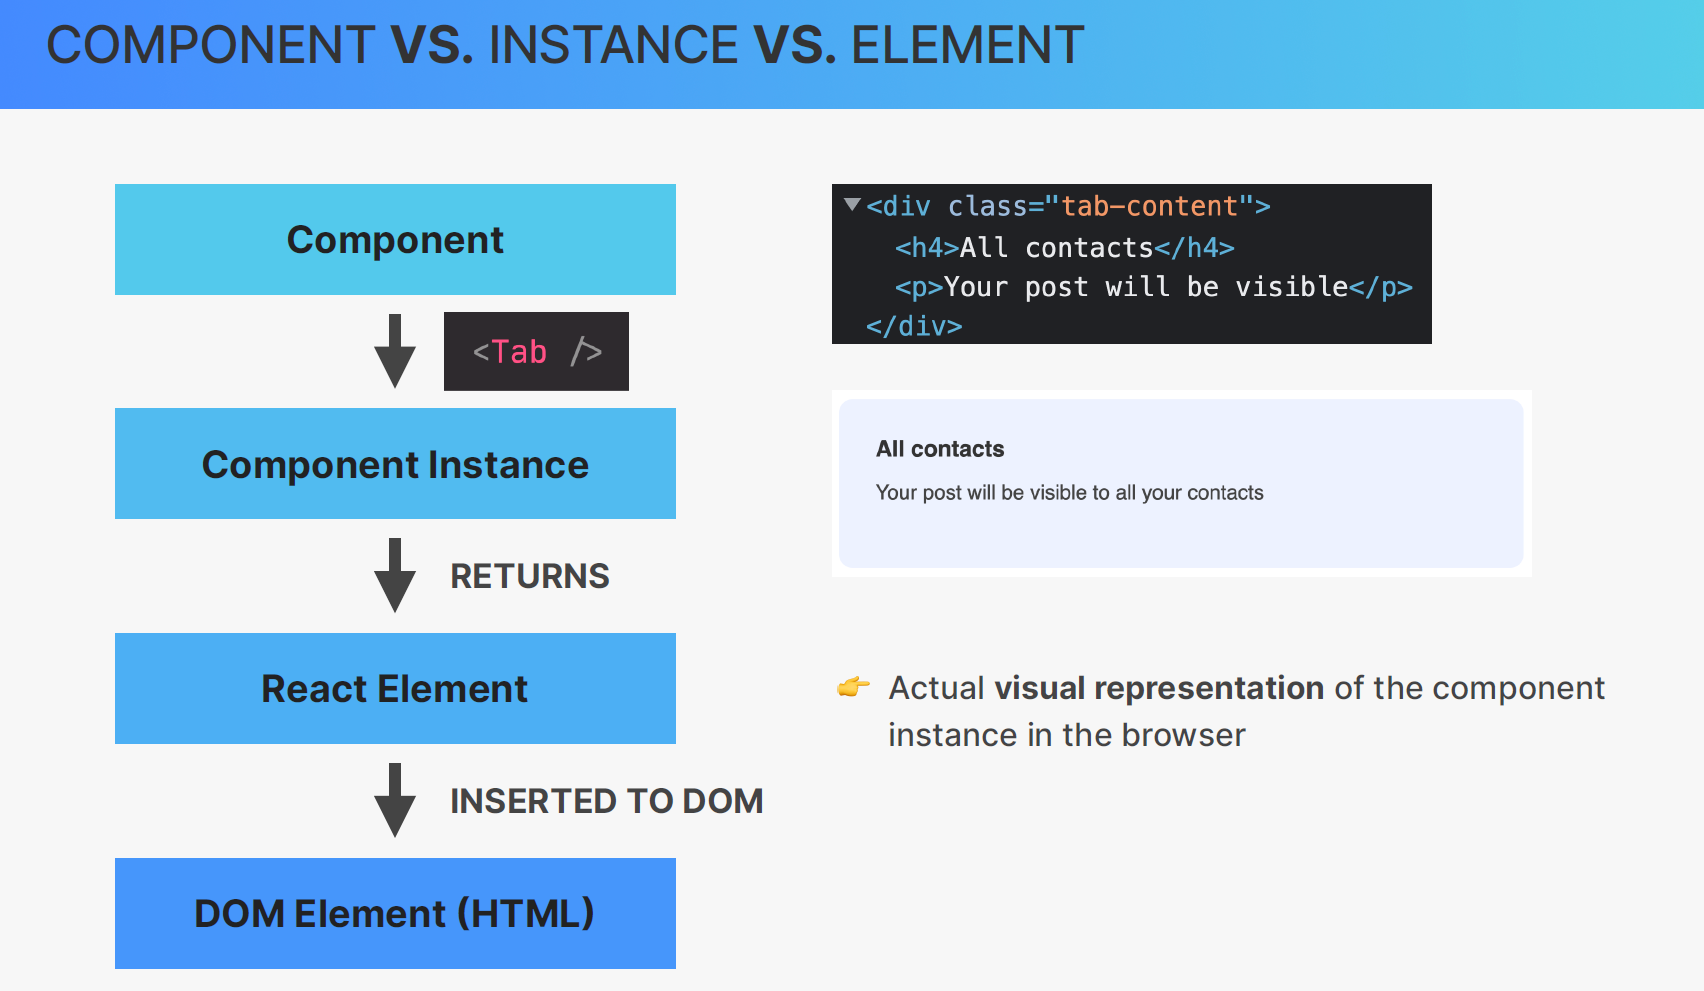 COMPONENT VS. INSTANCE VS. ELEMENT
Component
<Tab />
Component Instance
RETURNS
React Element
INSERTED TO DOM
DOM Element (HTML)
<div class="tab-content">
<h4>All contacts</h4>
<p>Your post will be visible</p>
</div>
All contacts
Your post will be visible to all your contacts
👉 Actual visual representation of the component
instance in the browser